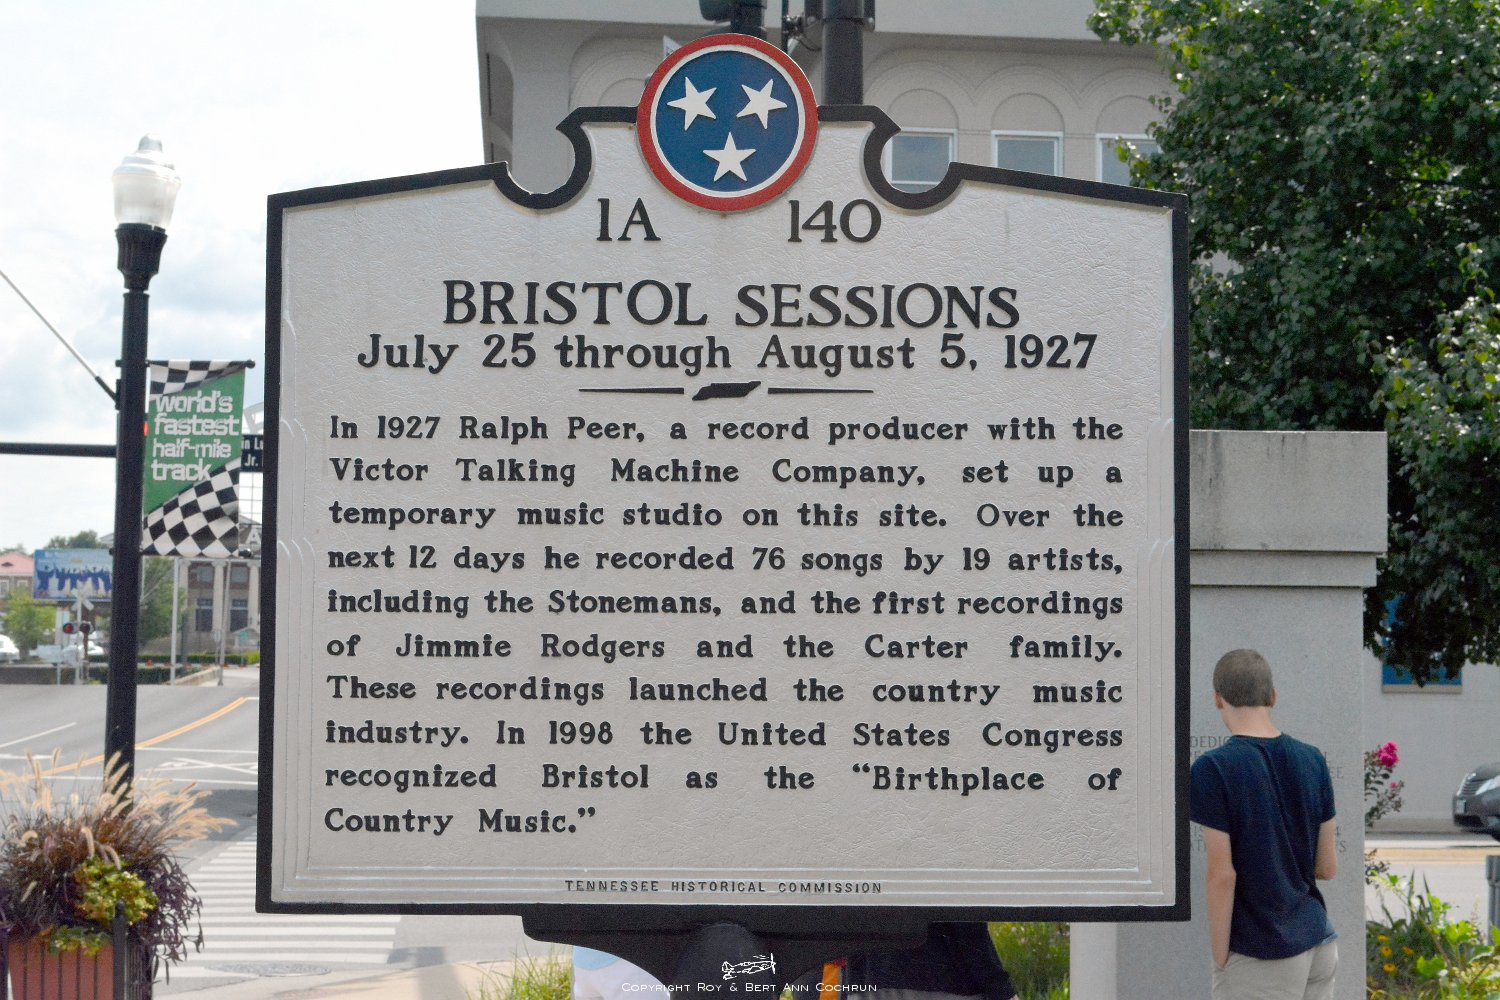 1A 140
BRISTOL SESSIONS
July 25 through August 5, 1927
In 1927 Ralph Peer, a record producer with the
Victor Talking Machine Company, set up a
temporary music studio on this site. Over the
next 12 days he recorded 76 songs by 19 artists,
including the Stonemans, and the first recordings
of Jimmie Rodgers and the Carter family.
These recordings launched the country music
industry. In 1998 the United States Congress
recognized Bristol as the “Birthplace of
Country Music.”
TENNESSEE HISTORICAL COMMISSION
world's
fastest
half-mile
track
Jr.
Copyright Roy & Bert Ann Cochrun